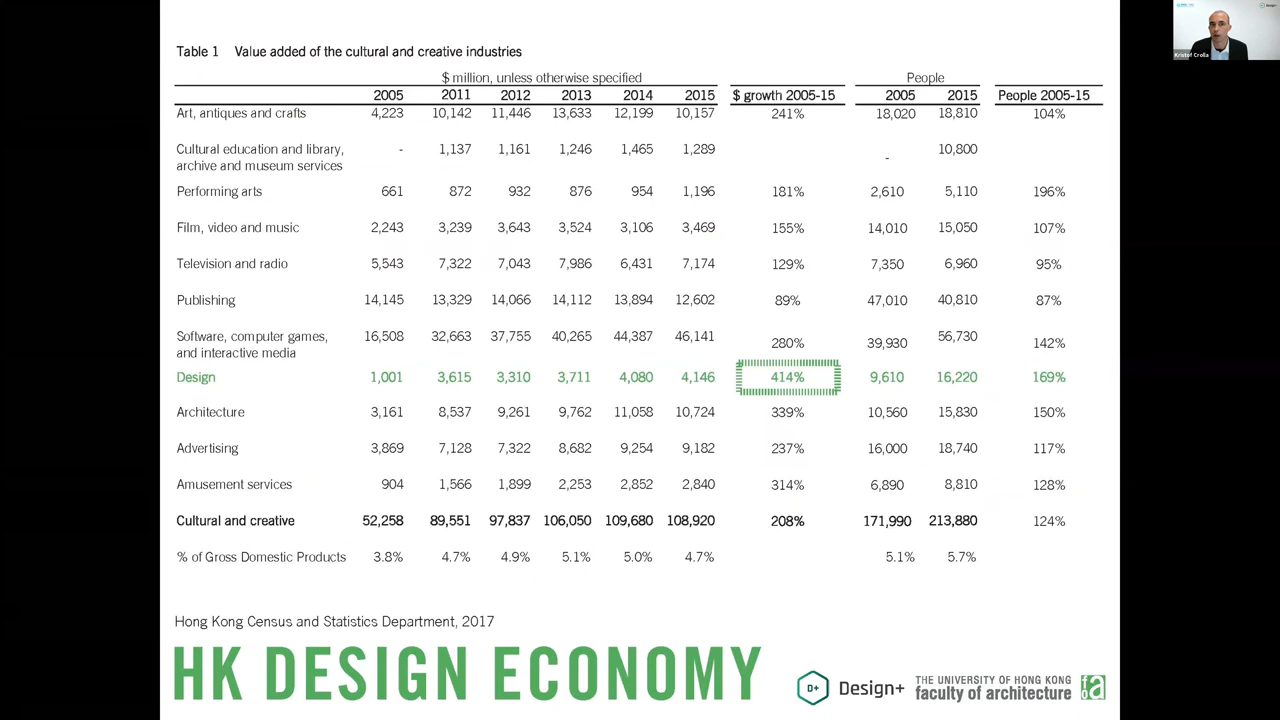 Table 1 Value added of the cultural and creative industries
$ million, unless otherwise specified People
2005 2011 2012 2013 2014 2015 $ growth 2005-15 2005 2015 People 2005-15
Art, antiques and crafts 4,223 10,142 11,446 13,633 12,199 10,157 241% 18,020 18,810 104%
Cultural education and library, - 1,137 1,161 1,246 1,465 1,289 - 10,800
archive and museum services
Performing arts 661 872 932 876 954 1,196 181% 2,610 5,110 196%
Film, video and music 2,243 3,239 3,643 3,524 3,106 3,469 155% 14,010 15,050 107%
Television and radio 5,543 7,322 7,043 7,986 6,431 7,174 129% 7,350 6,960 95%
Publishing 14,145 13,329 14,066 14,112 13,894 12,602 89% 47,010 40,810 87%
Software, computer games, 16,508 32,663 37,755 40,265 44,387 46,141 280% 39,930 56,730 142%
and interactive media
Design 1,001 3,615 3,310 3,711 4,080 4,146 414% 9,610 16,220 169%
Architecture 3,161 8,537 9,261 9,762 11,058 10,724 339% 10,560 15,830 150%
Advertising 3,869 7,128 7,322 8,682 9,254 9,182 237% 16,000 18,740 117%
Amusement services 904 1,566 1,899 2,253 2,852 2,840 314% 6,890 8,810 128%
Cultural and creative 52,258 89,551 97,837 106,050 109,680 108,920 208% 171,990 213,880 124%
% of Gross Domestic Products 3.8% 4.7% 4.9% 5.1% 5.0% 4.7% 5.1% 5.7%
Hong Kong Census and Statistics Department, 2017
HK DESIGN ECONOMY
D+ Design+
THE UNIVERSITY OF HONG KONG
faculty of architecture
foa
Design+
Kristof Crolla